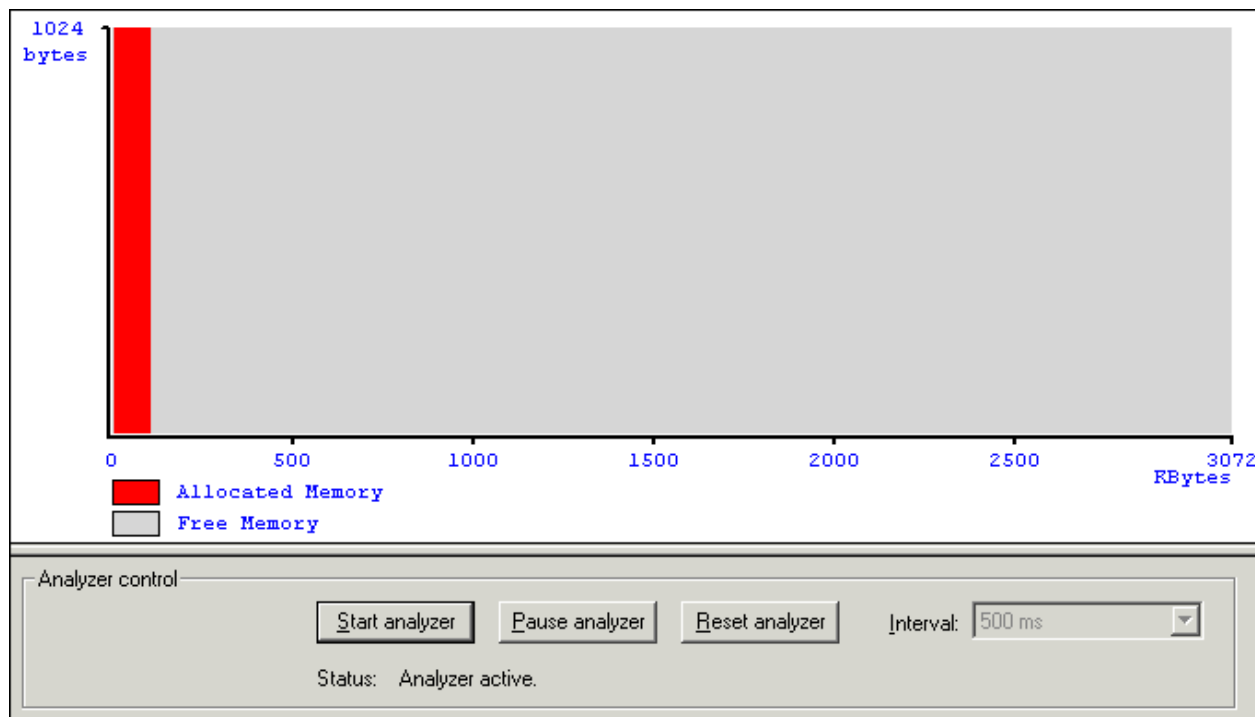 1024
bytes
0 500 1000 1500 2000 2500 3072
KBytes
Allocated Memory
Free Memory
Analyzer control
Start analyzer Pause analyzer Reset analyzer Interval: 500 ms
Status: Analyzer active.